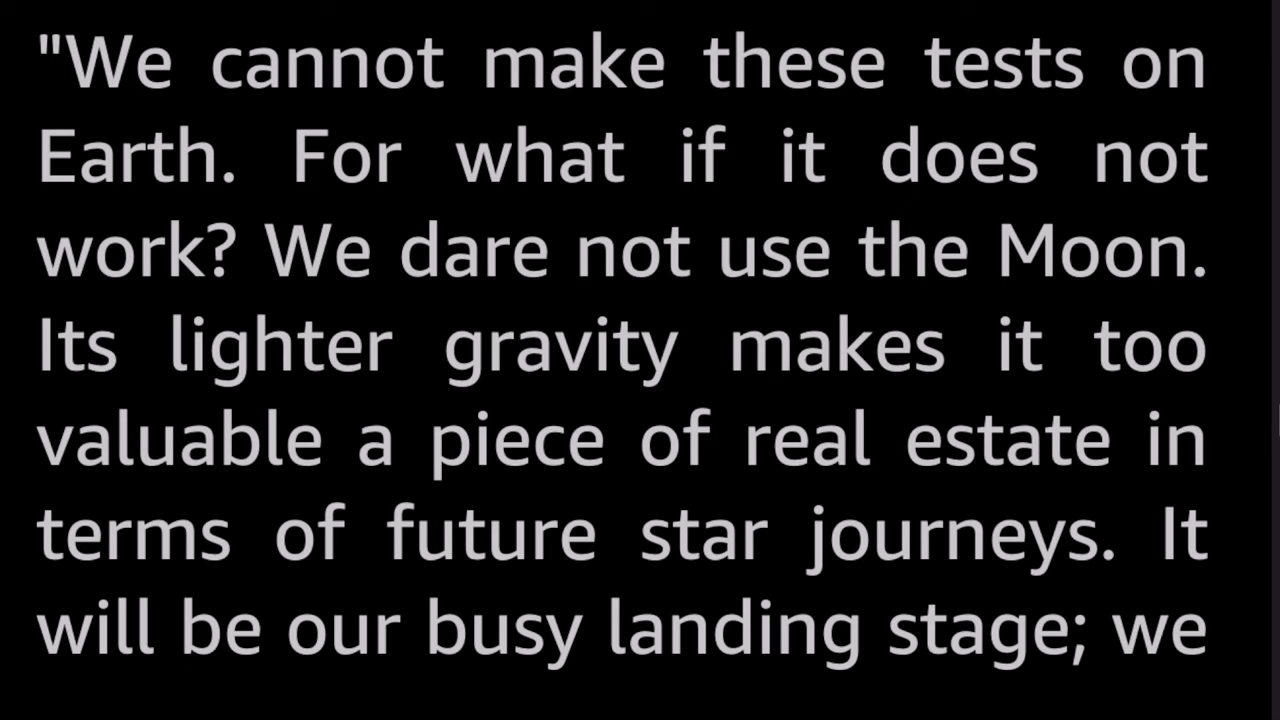 "We cannot make these tests on
Earth. For what if it does not
work? We dare not use the Moon.
Its lighter gravity makes it too
valuable a piece of real estate in
terms of future star journeys. It
will be our busy landing stage; we